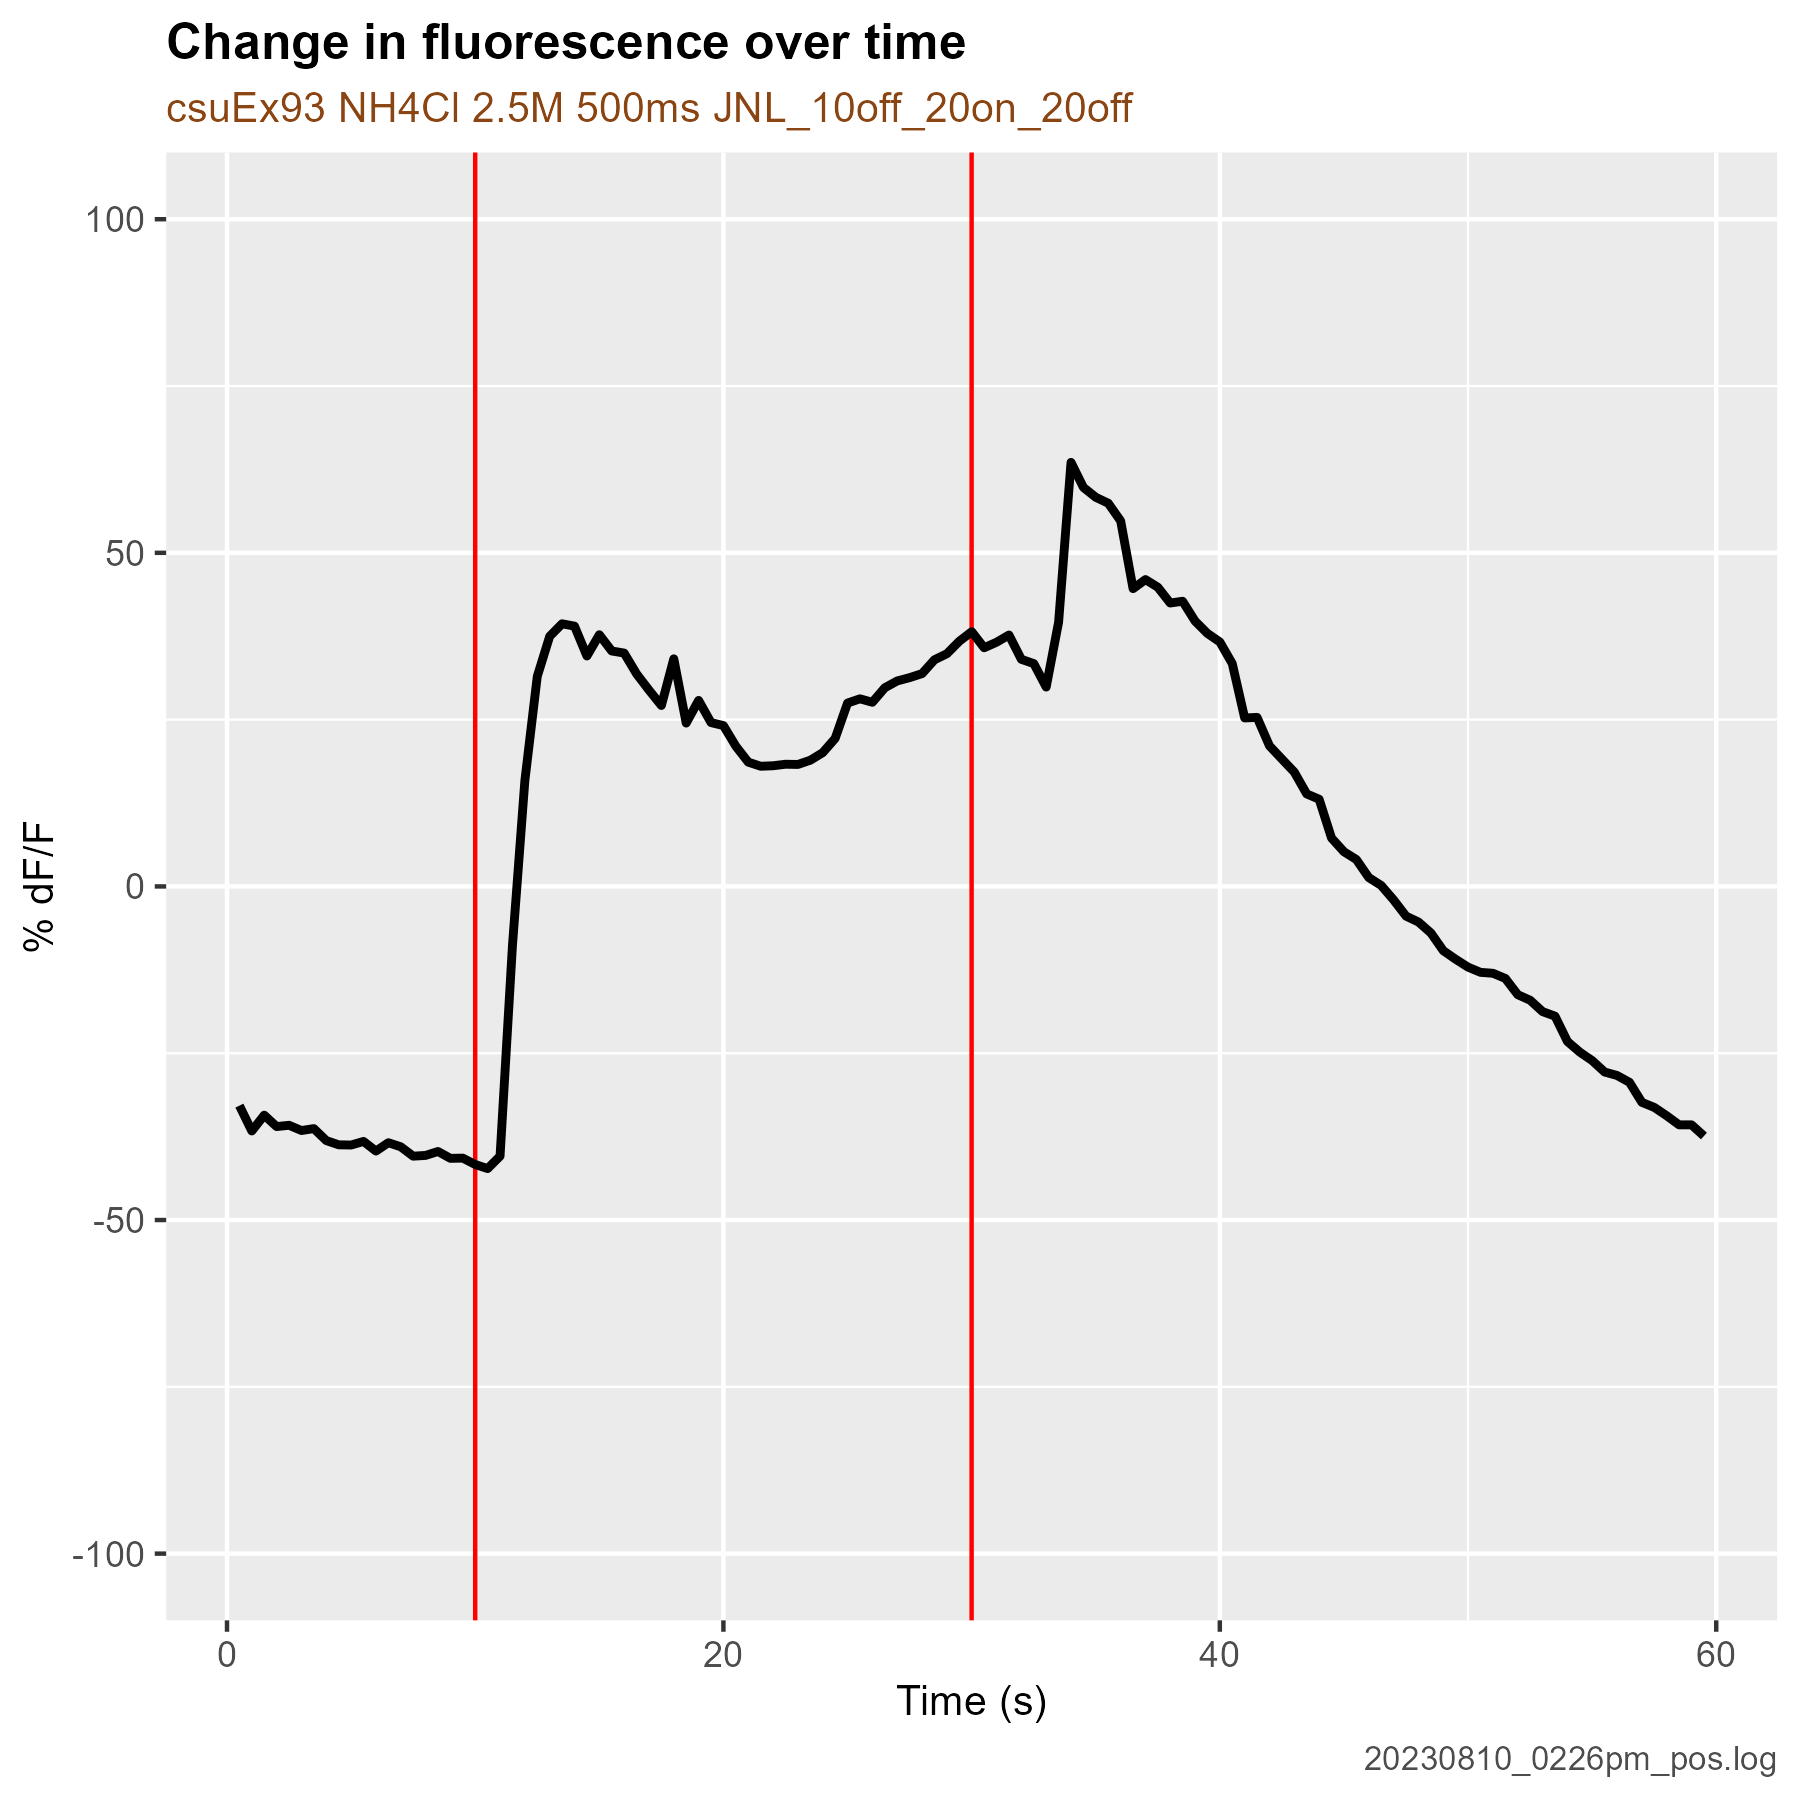 Change in fluorescence over time
csuEx93 NH4Cl 2.5M 500ms JNL_10off_20on_20off
100
50
0
-50
-100
% dF/F
0 20 40 60
Time (s)
20230810_0226pm_pos.log